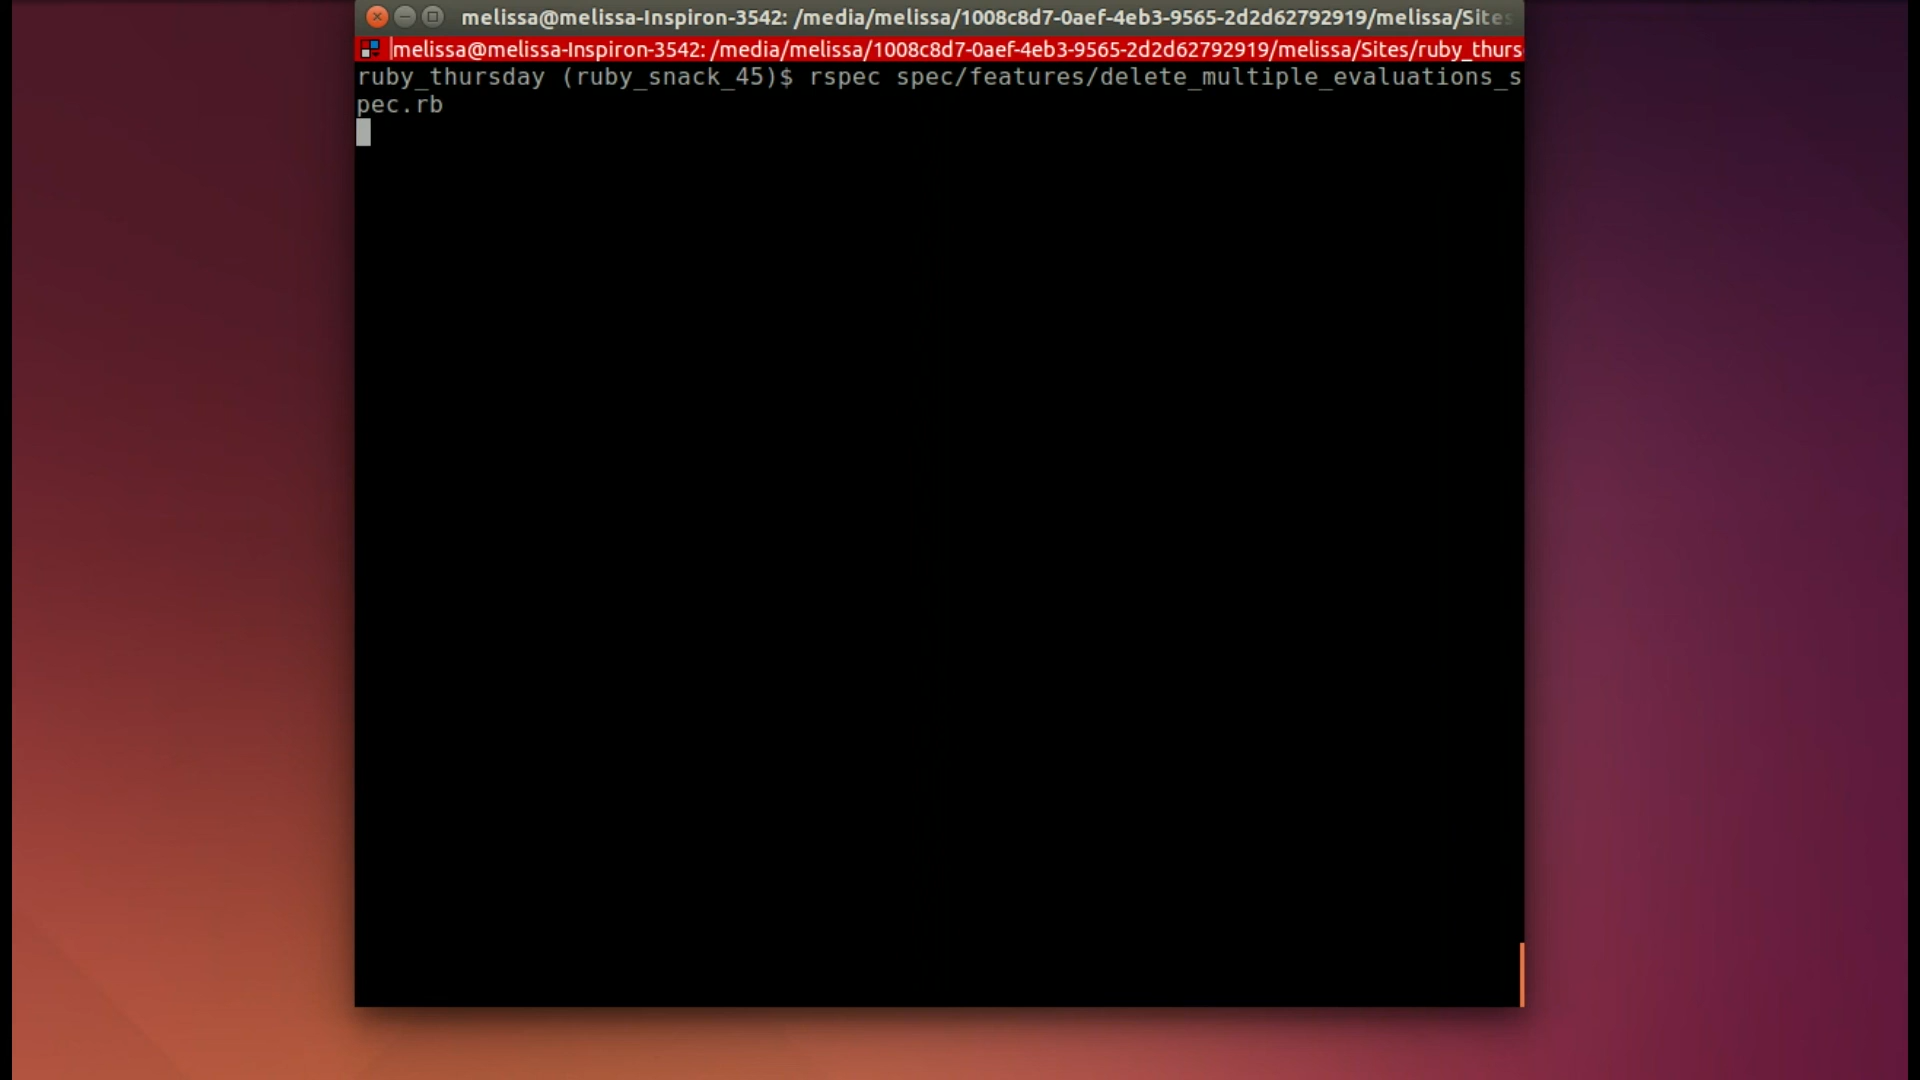 melissa@melissa-Inspiron-3542: /media/melissa/1008c8d7-0aef-4eb3-9565-2d2d62792919/melissa/Sites
melissa@melissa-Inspiron-3542: /media/melissa/1008c8d7-0aef-4eb3-9565-2d2d62792919/melissa/Sites/ruby_thurs
ruby_thursday (ruby_snack_45)$ rspec spec/features/delete_multiple_evaluations_s
pec.rb